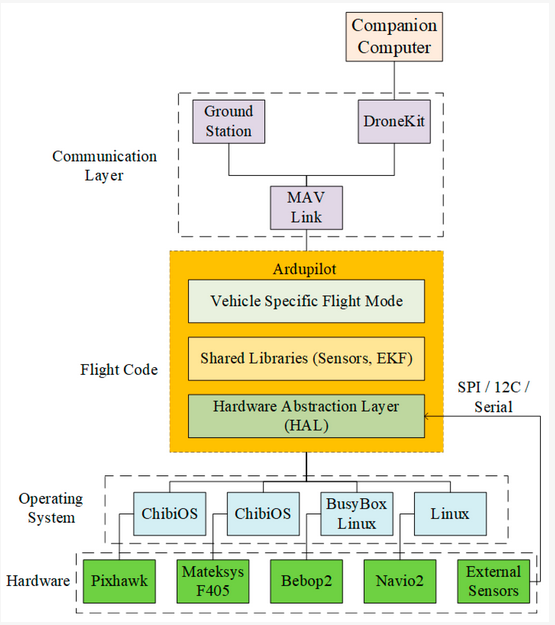 Companion
Computer
Ground
Station
DroneKit
Communication
Layer
MAV
Link
Ardupilot
Vehicle Specific Flight Mode
Flight Code
Shared Libraries (Sensors, EKF)
SPI / 12C /
Serial
Hardware Abstraction Layer
(HAL)
Operating
System
ChibiOS
ChibiOS
BusyBox
Linux
Linux
Hardware
Pixhawk
Mateksys
F405
Bebop2
Navio2
External
Sensors